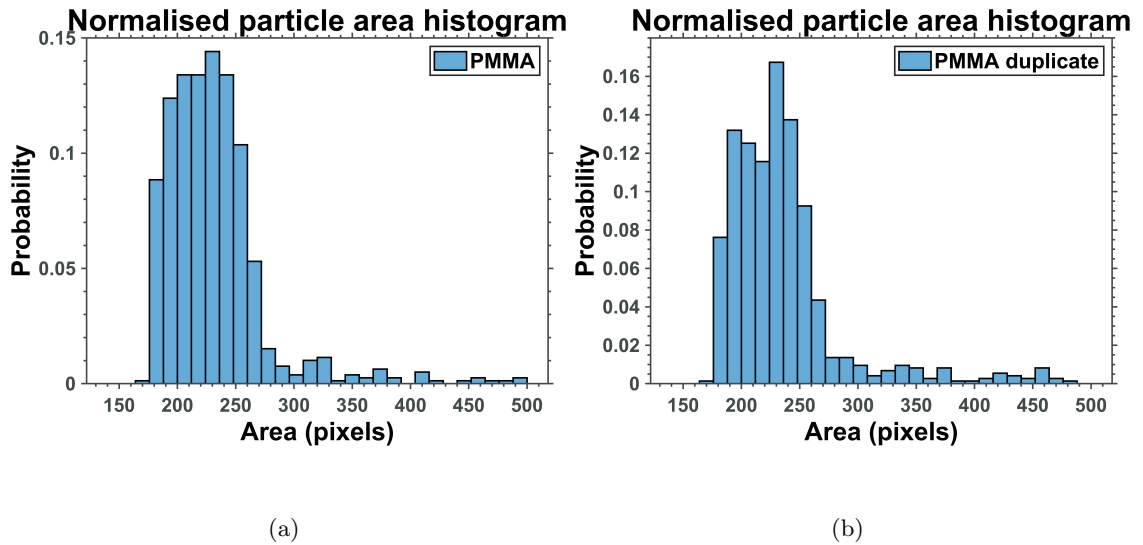 Normalised particle area histogram
PMMA
0.15
0.1
0.05
0
Probability
150 200 250 300 350 400 450 500
Area (pixels)
(a)
Normalised particle area histogram
PMMA duplicate
0.16
0.14
0.12
0.1
0.08
0.06
0.04
0.02
0
Probability
150 200 250 300 350 400 450 500
Area (pixels)
(b)